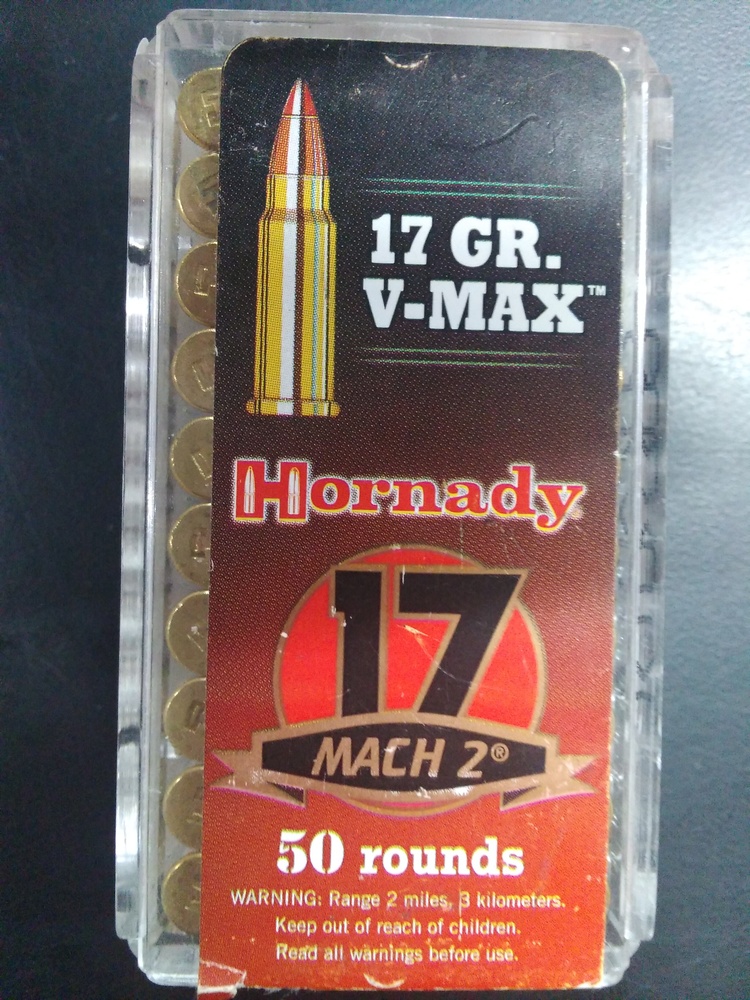 17 GR.
V-MAX™
Hornady
17
MACH 2®
50 rounds
WARNING: Range 2 miles, 3 kilometers.
Keep out of reach of children.
Read all warnings before use.